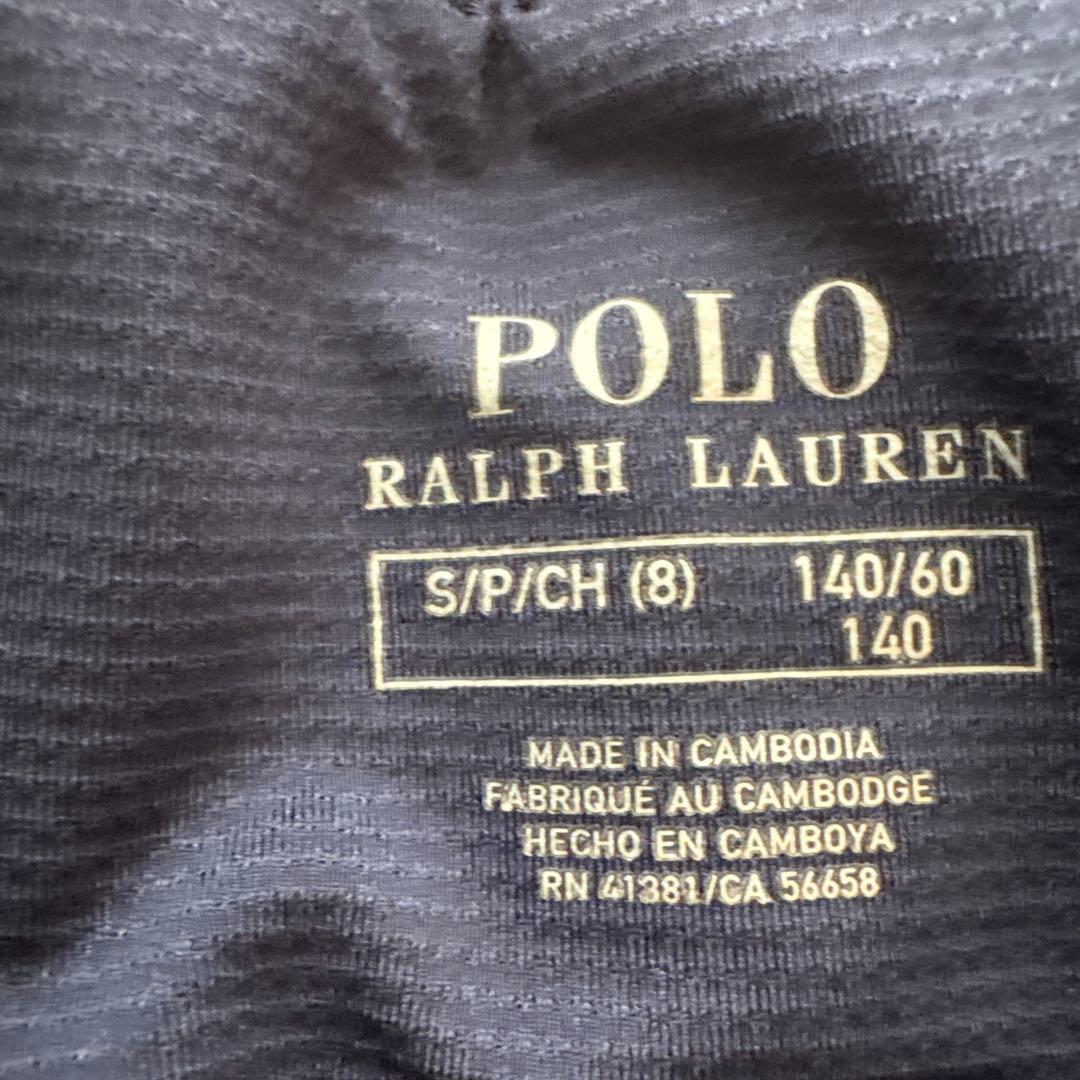 POLO
RALPH LAUREN
S/P/CH (8) 140/60
140
MADE IN CAMBODIA
FABRIQUÉ AU CAMBODGE
HECHO EN CAMBOYA
RN 41381/CA 56658